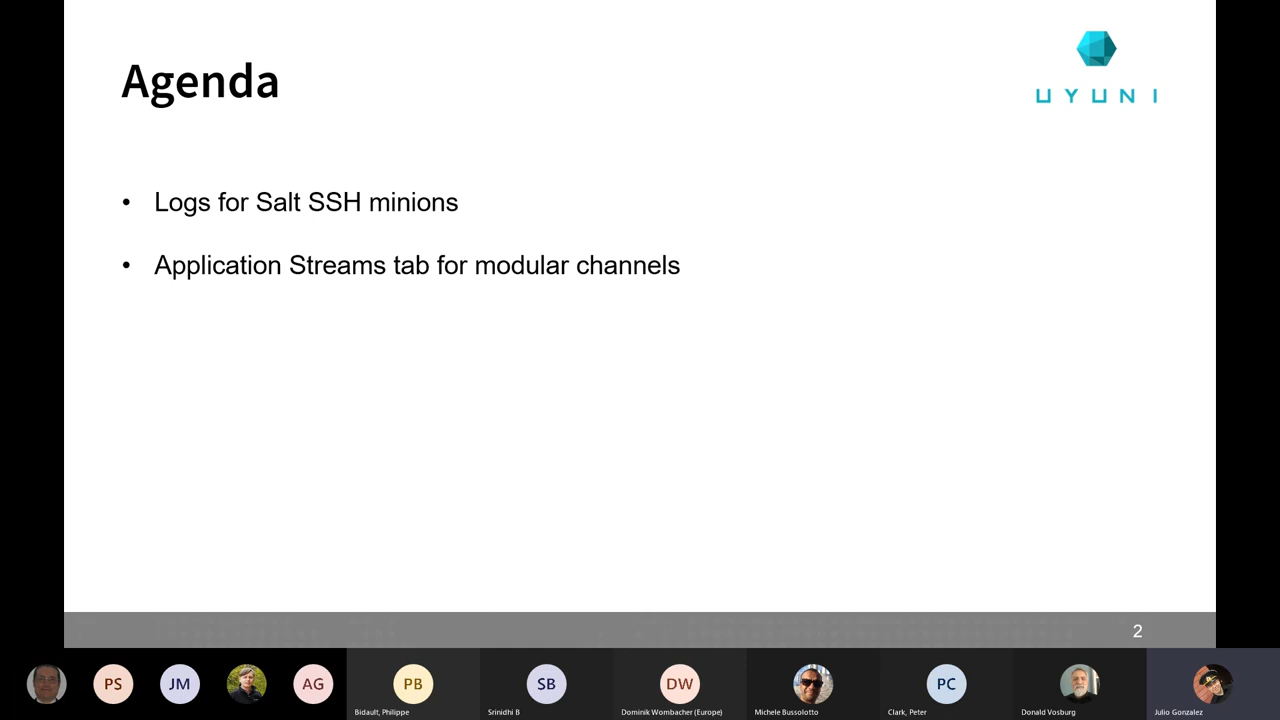 Agenda
UYUNI
• Logs for Salt SSH minions
• Application Streams tab for modular channels
2
PS
JM
AG
PB
SB
DW
PC
Bidault, Philippe
Srinidhi B
Dominik Wombacher (Europe)
Michele Bussolotto
Clark, Peter
Donald Vosburg
Julio Gonzalez